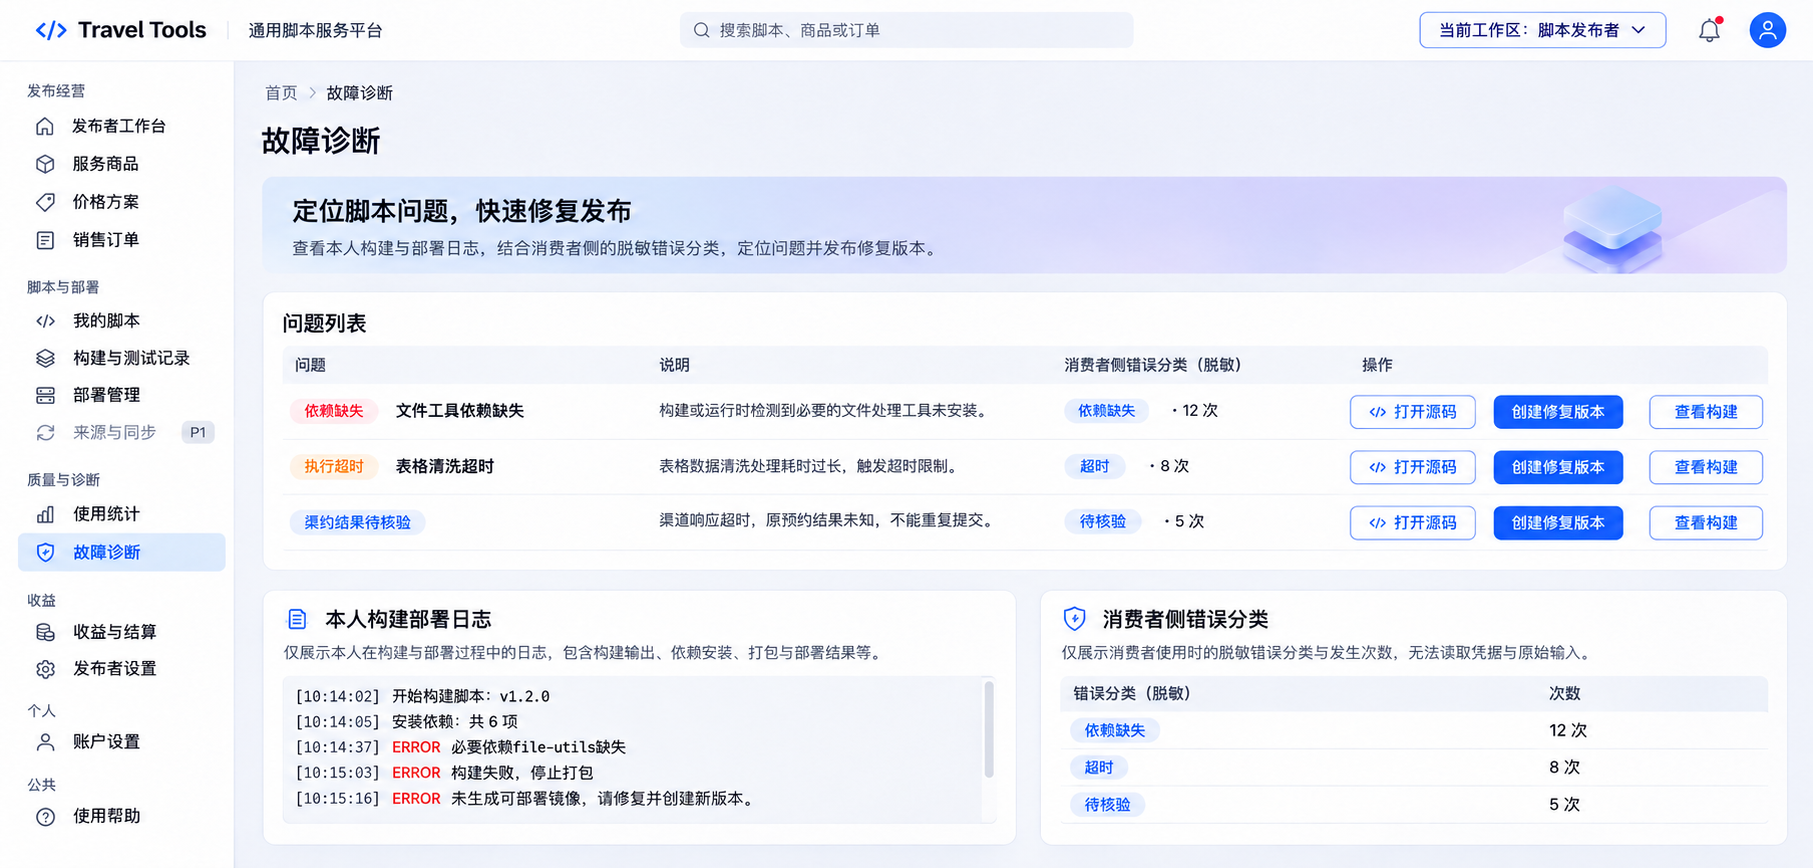 Travel Tools
通用脚本服务平台
搜索脚本、商品或订单
当前工作区：脚本发布者
发布经营
发布者工作台
服务商品
价格方案
销售订单
脚本与部署
我的脚本
构建与测试记录
部署管理
来源与同步 P1
质量与诊断
使用统计
故障诊断
收益
收益与结算
发布者设置
个人
账户设置
公共
使用帮助
首页 > 故障诊断
故障诊断
定位脚本问题，快速修复发布
查看本人构建与部署日志，结合消费者侧的脱敏错误分类，定位问题并发布修复版本。
问题列表
问题 说明 消费者侧错误分类（脱敏） 操作
依赖缺失 文件工具依赖缺失 构建或运行时检测到必要的文件处理工具未安装。 依赖缺失 · 12 次 </> 打开源码 创建修复版本 查看构建
执行超时 表格清洗超时 表格数据清洗处理耗时过长，触发超时限制。 超时 · 8 次 </> 打开源码 创建修复版本 查看构建
渠约结果待核验 渠道响应超时，原预约结果未知，不能重复提交。 待核验 · 5 次 </> 打开源码 创建修复版本 查看构建
本人构建部署日志
仅展示本人在构建与部署过程中的日志，包含构建输出、依赖安装、打包与部署结果等。
[10:14:02] 开始构建脚本：v1.2.0
[10:14:05] 安装依赖：共 6 项
[10:14:37] ERROR 必要依赖file-utils缺失
[10:15:03] ERROR 构建失败，停止打包
[10:15:16] ERROR 未生成可部署镜像，请修复并创建新版本。
消费者侧错误分类
仅展示消费者使用时的脱敏错误分类与发生次数，无法读取凭据与原始输入。
错误分类（脱敏） 次数
依赖缺失 12 次
超时 8 次
待核验 5 次